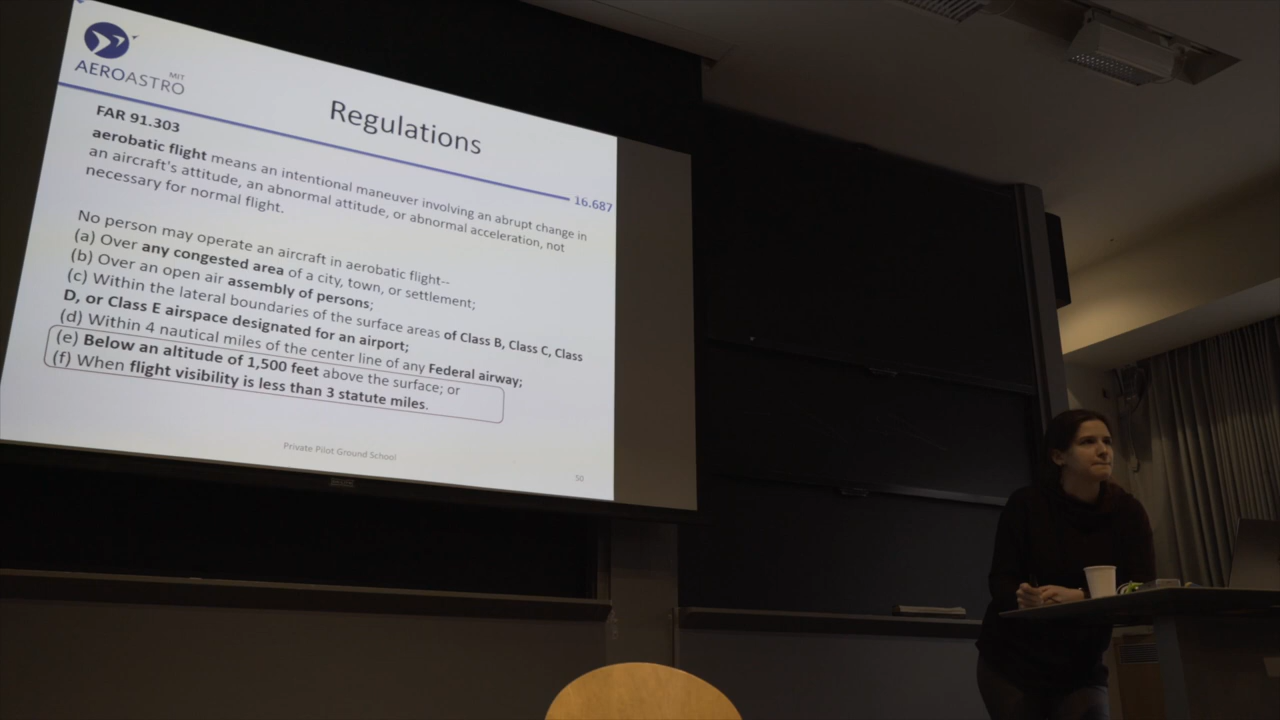 MIT
AEROASTRO
Regulations
16.687
FAR 91.303
aerobatic flight means an intentional maneuver involving an abrupt change in
an aircraft's attitude, an abnormal attitude, or abnormal acceleration, not
necessary for normal flight.
No person may operate an aircraft in aerobatic flight--
(a) Over any congested area of a city, town, or settlement;
(b) Over an open air assembly of persons;
(c) Within the lateral boundaries of the surface areas of Class B, Class C, Class
D, or Class E airspace designated for an airport;
(d) Within 4 nautical miles of the center line of any Federal airway;
(e) Below an altitude of 1,500 feet above the surface; or
(f) When flight visibility is less than 3 statute miles.
Private Pilot Ground School
50